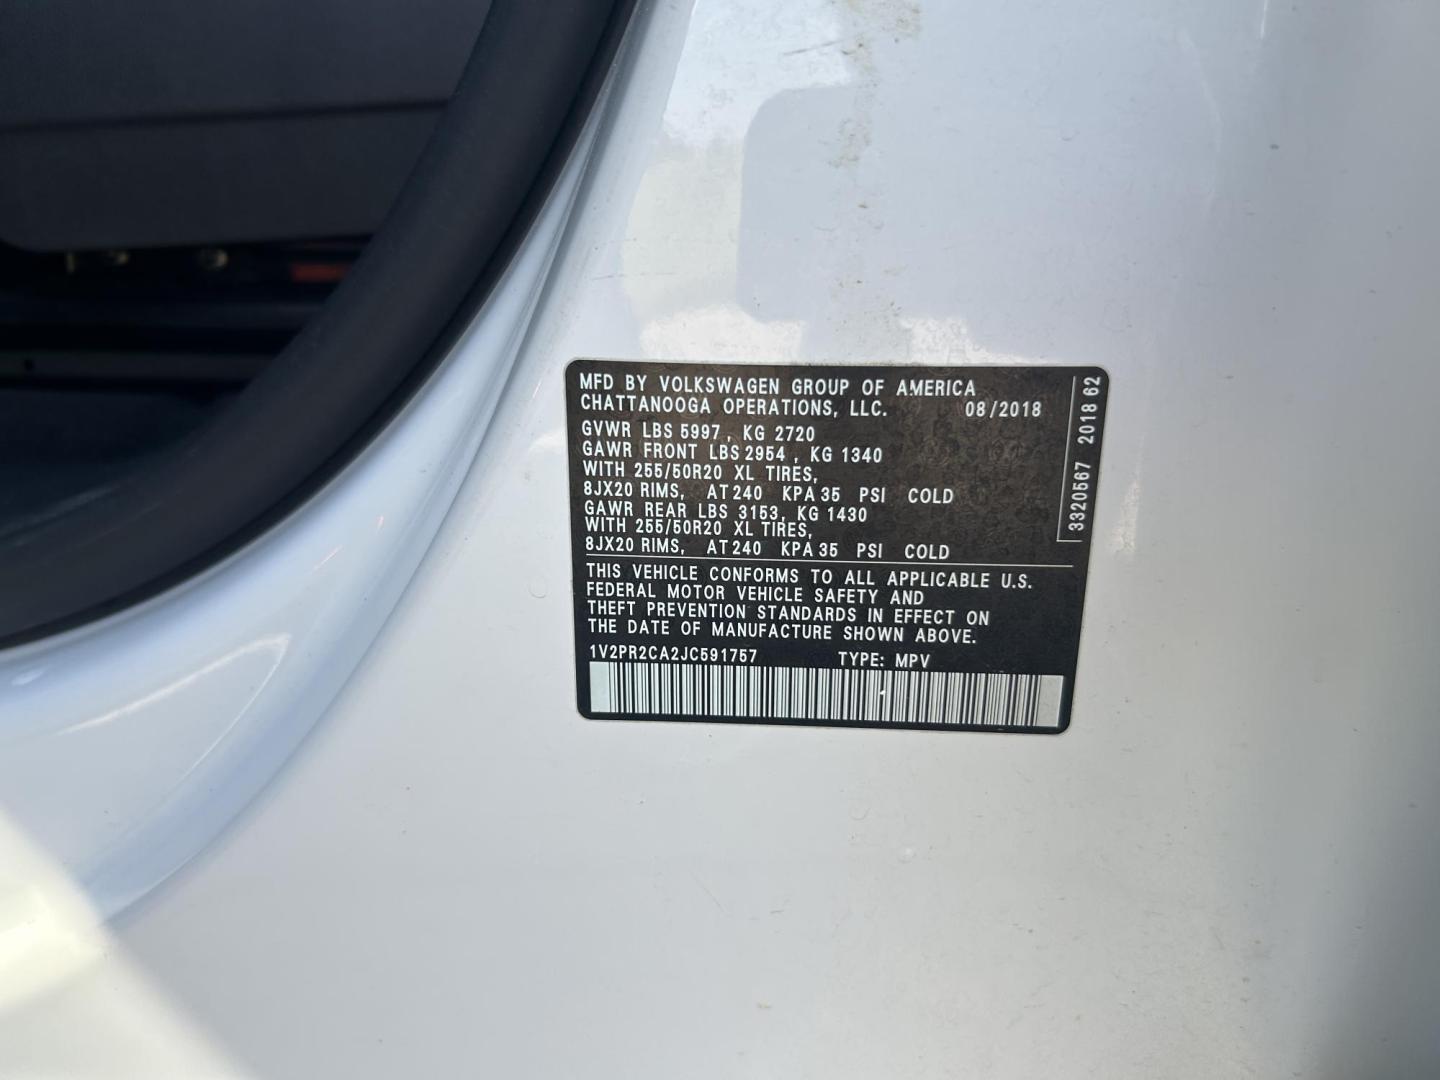 MFD BY VOLKSWAGEN GROUP OF AMERICA
CHATTANOOGA OPERATIONS, LLC. 08/2018
GVWR LBS 5997 , KG 2720
GAWR FRONT LBS 2954 , KG 1340
WITH 255/50R20 XL TIRES,
8JX20 RIMS, AT 240 KPA 35 PSI COLD
GAWR REAR LBS 3153, KG 1430
WITH 255/50R20 XL TIRES,
8JX20 RIMS, AT 240 KPA 35 PSI COLD
THIS VEHICLE CONFORMS TO ALL APPLICABLE U.S.
FEDERAL MOTOR VEHICLE SAFETY AND
THEFT PREVENTION STANDARDS IN EFFECT ON
THE DATE OF MANUFACTURE SHOWN ABOVE.
1V2PR2CA2JC591757 TYPE: MPV
3320567 2018 62